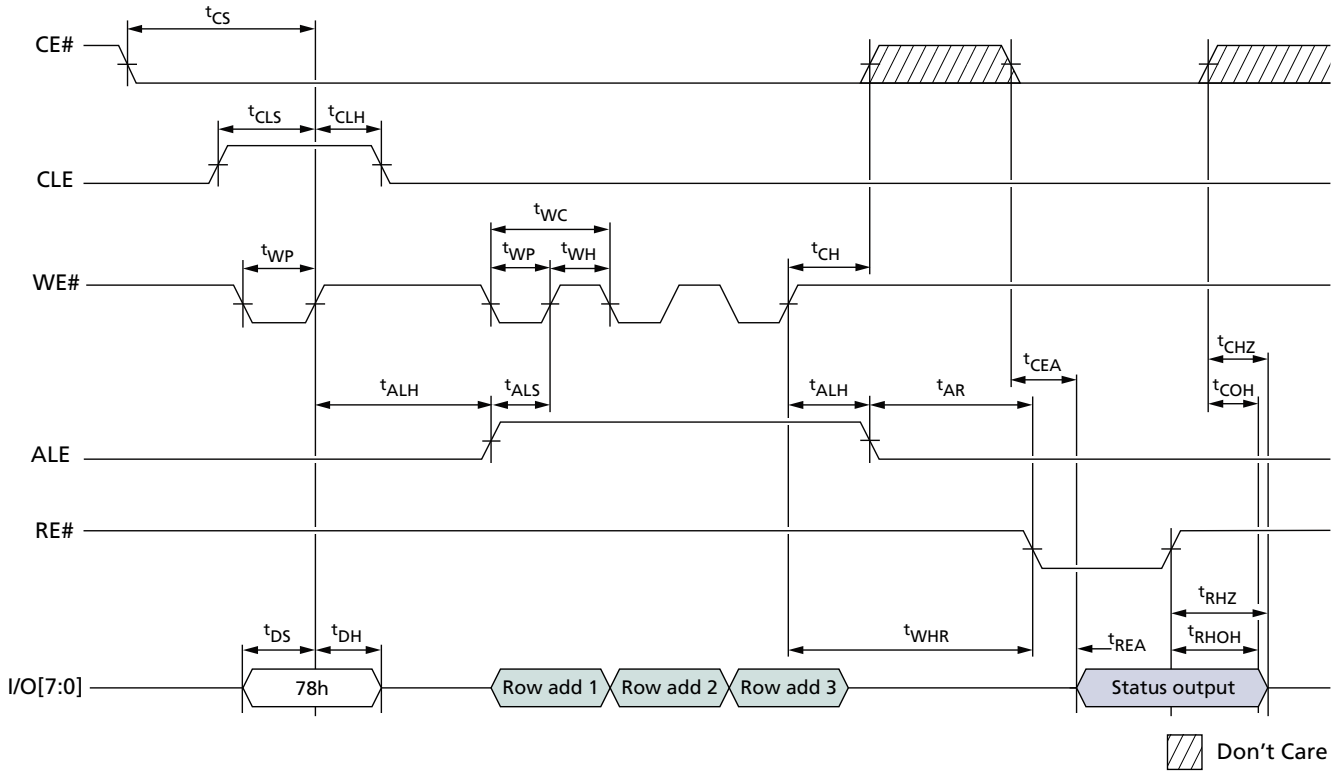 tCS
CE#
tCLS
tCLH
CLE
tWC
tWP
tWP
tWH
tCH
WE#
tCHZ
tCEA
tALH
tALS
tALH
tAR
tCOH
ALE
RE#
tRHZ
tDS
tDH
tWHR
tREA
tRHOH
I/O[7:0]
78h
Row add 1
Row add 2
Row add 3
Status output
Don't Care